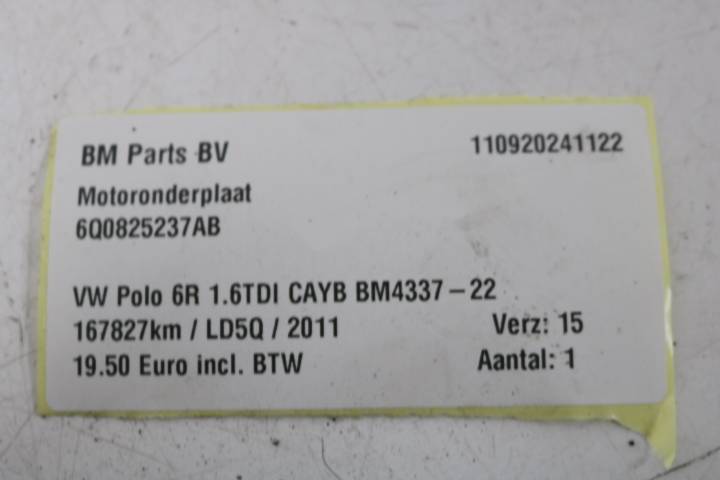 BM Parts BV 110920241122
Motoronderplaat
6Q0825237AB
VW Polo 6R 1.6TDI CAYB BM4337-22
167827km / LD5Q / 2011 Verz: 15
19.50 Euro incl. BTW Aantal: 1